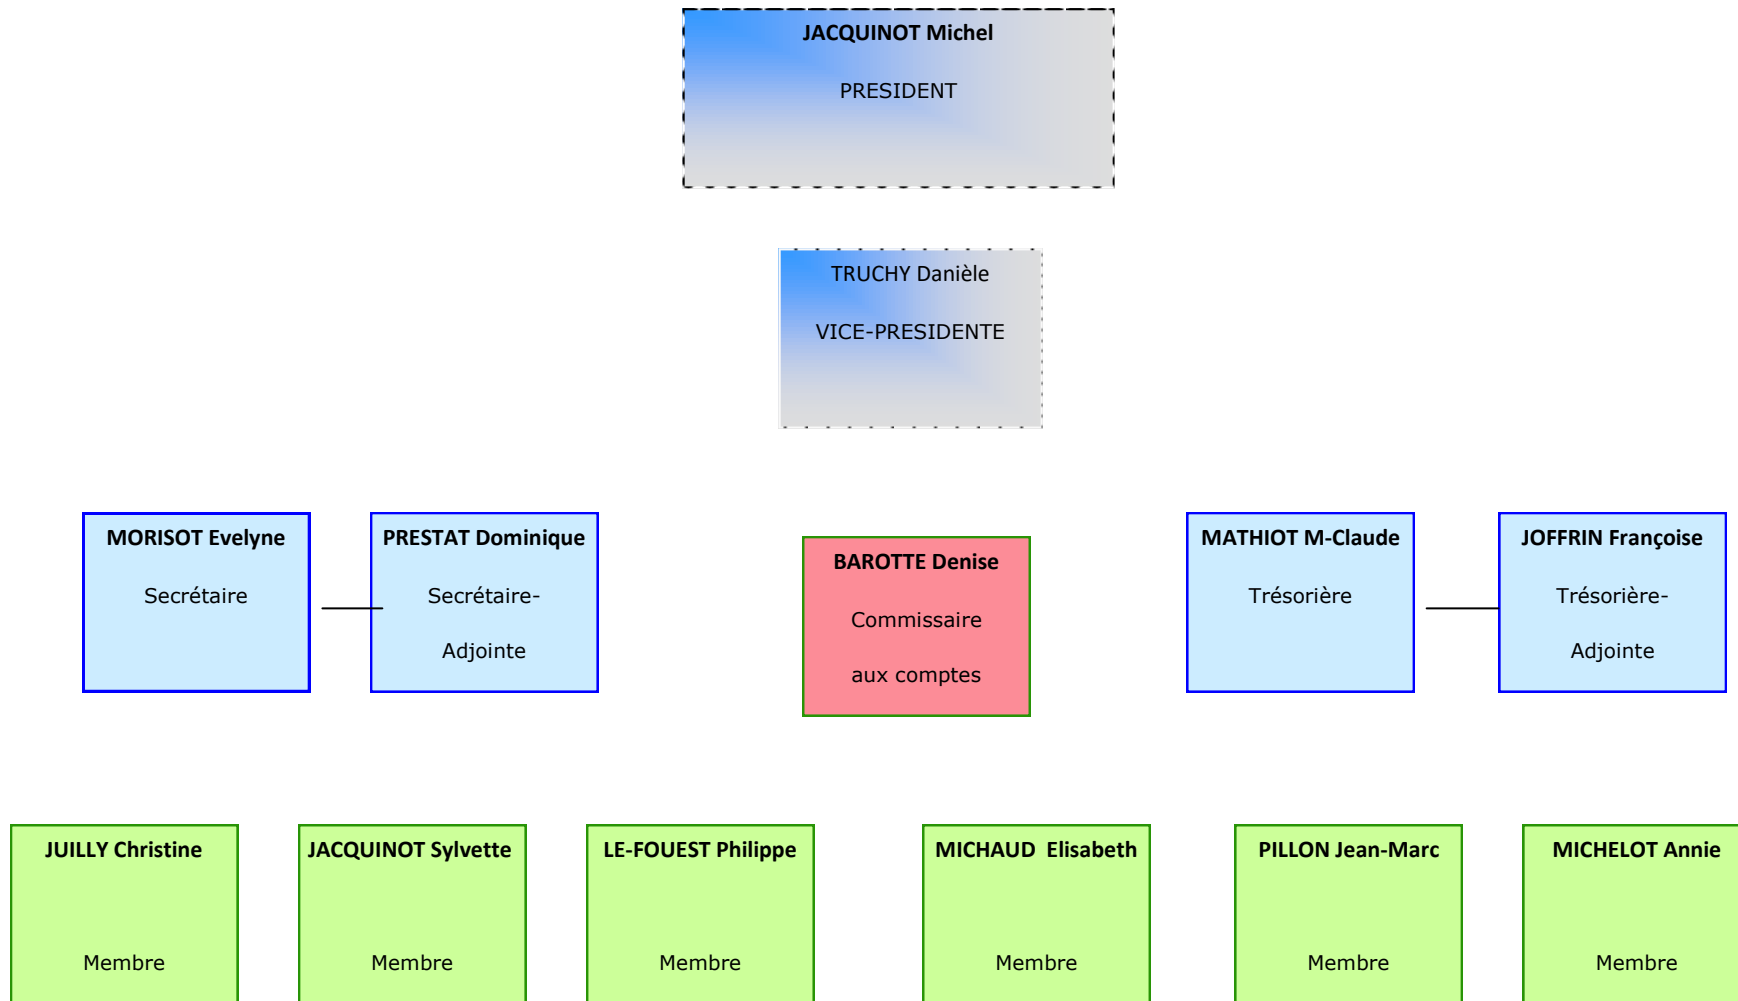 JACQUINOT Michel
PRESIDENT
TRUCHY Danièle
VICE-PRESIDENTE
MORISOT Evelyne
Secrétaire
PRESTAT Dominique
Secrétaire-
Adjointe
BAROTTE Denise
Commissaire
aux comptes
MATHIOT M-Claude
Trésorière
JOFFRIN Françoise
Trésorière-
Adjointe
JUILLY Christine
Membre
JACQUINOT Sylvette
Membre
LE-FOUEST Philippe
Membre
MICHAUD  Elisabeth
Membre
PILLON Jean-Marc
Membre
MICHELOT Annie
Membre